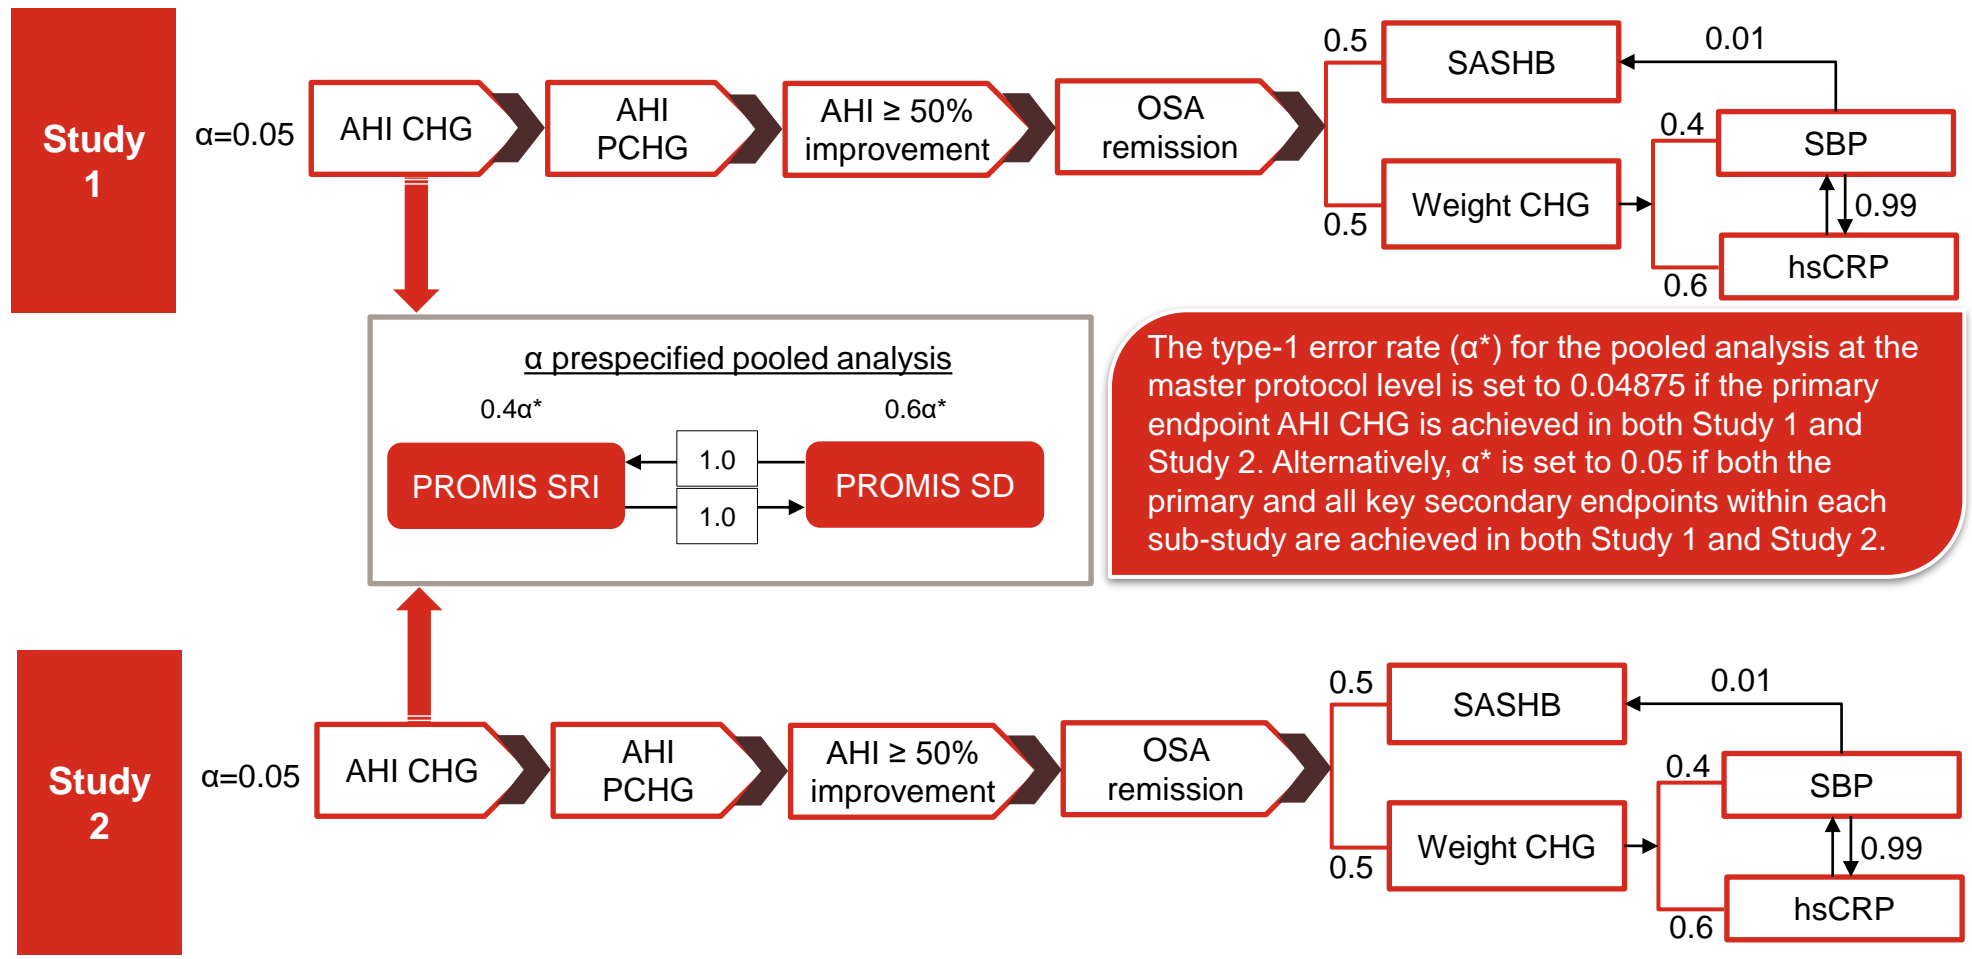 Study
1
α=0.05
AHI CHG
AHI
PCHG
AHI ≥ 50%
improvement
OSA
remission
0.5
SASHB
0.01
0.5
Weight CHG
0.4
SBP
0.99
0.6
hsCRP
α prespecified pooled analysis
0.4α*
0.6α*
PROMIS SRI
1.0
1.0
PROMIS SD
The type-1 error rate (α*) for the pooled analysis at the
master protocol level is set to 0.04875 if the primary
endpoint AHI CHG is achieved in both Study 1 and
Study 2. Alternatively, α* is set to 0.05 if both the
primary and all key secondary endpoints within each
sub-study are achieved in both Study 1 and Study 2.
Study
2
α=0.05
AHI CHG
AHI
PCHG
AHI ≥ 50%
improvement
OSA
remission
0.5
SASHB
0.01
0.5
Weight CHG
0.4
SBP
0.99
0.6
hsCRP